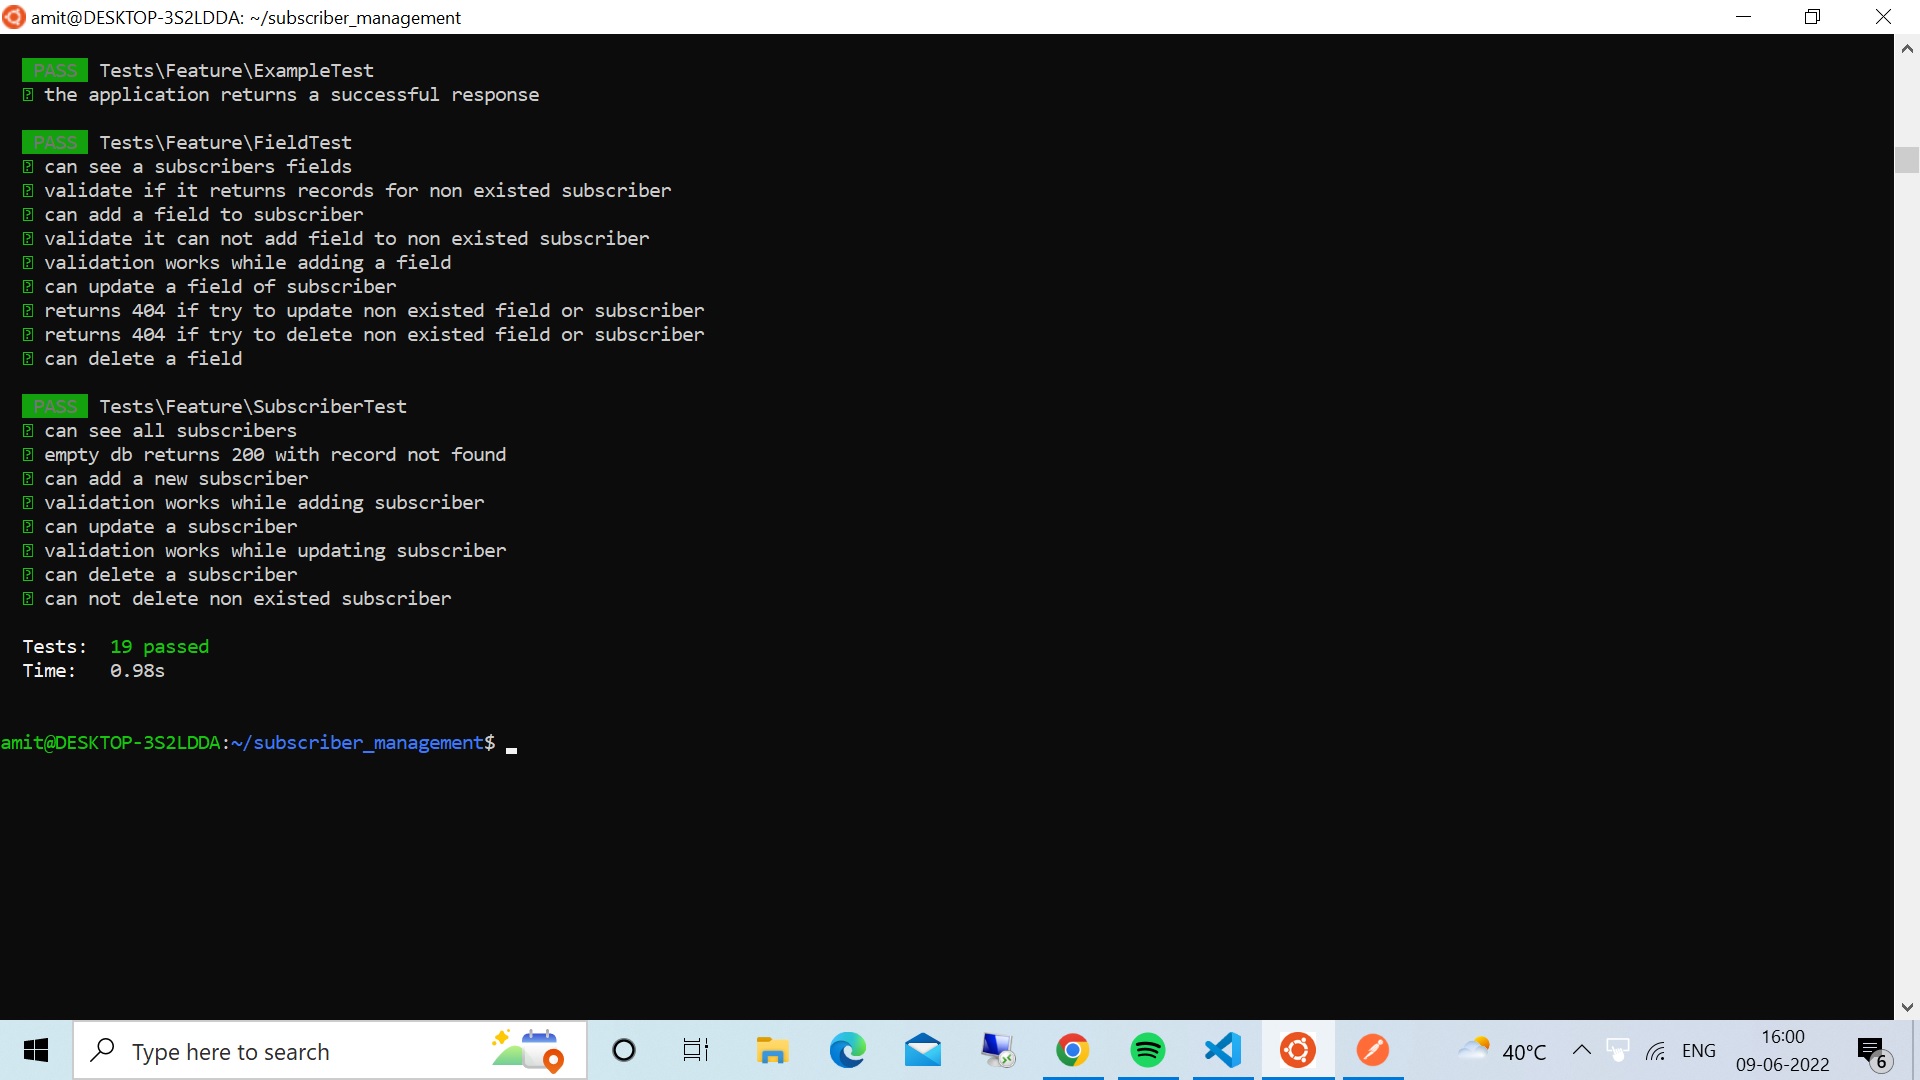 amit@DESKTOP-3S2LDDA: ~/subscriber_management
PASS Tests\Feature\ExampleTest
the application returns a successful response
PASS Tests\Feature\FieldTest
can see a subscribers fields
validate if it returns records for non existed subscriber
can add a field to subscriber
validate it can not add field to non existed subscriber
validation works while adding a field
can update a field of subscriber
returns 404 if try to update non existed field or subscriber
returns 404 if try to delete non existed field or subscriber
can delete a field
PASS Tests\Feature\SubscriberTest
can see all subscribers
empty db returns 200 with record not found
can add a new subscriber
validation works while adding subscriber
can update a subscriber
validation works while updating subscriber
can delete a subscriber
can not delete non existed subscriber
Tests: 19 passed
Time: 0.98s
amit@DESKTOP-3S2LDDA:~/subscriber_management$
Type here to search
40°C
ENG
16:00
09-06-2022
6